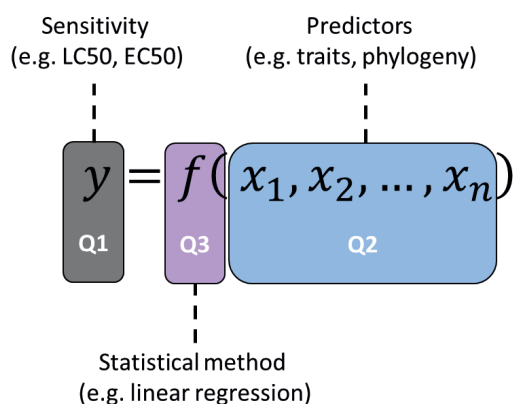 Sensitivity
(e.g. LC50, EC50)
Predictors
(e.g. traits, phylogeny)
y = f( x₁, x₂, ..., xₙ)
Q1
Q3
Q2
Statistical method
(e.g. linear regression)